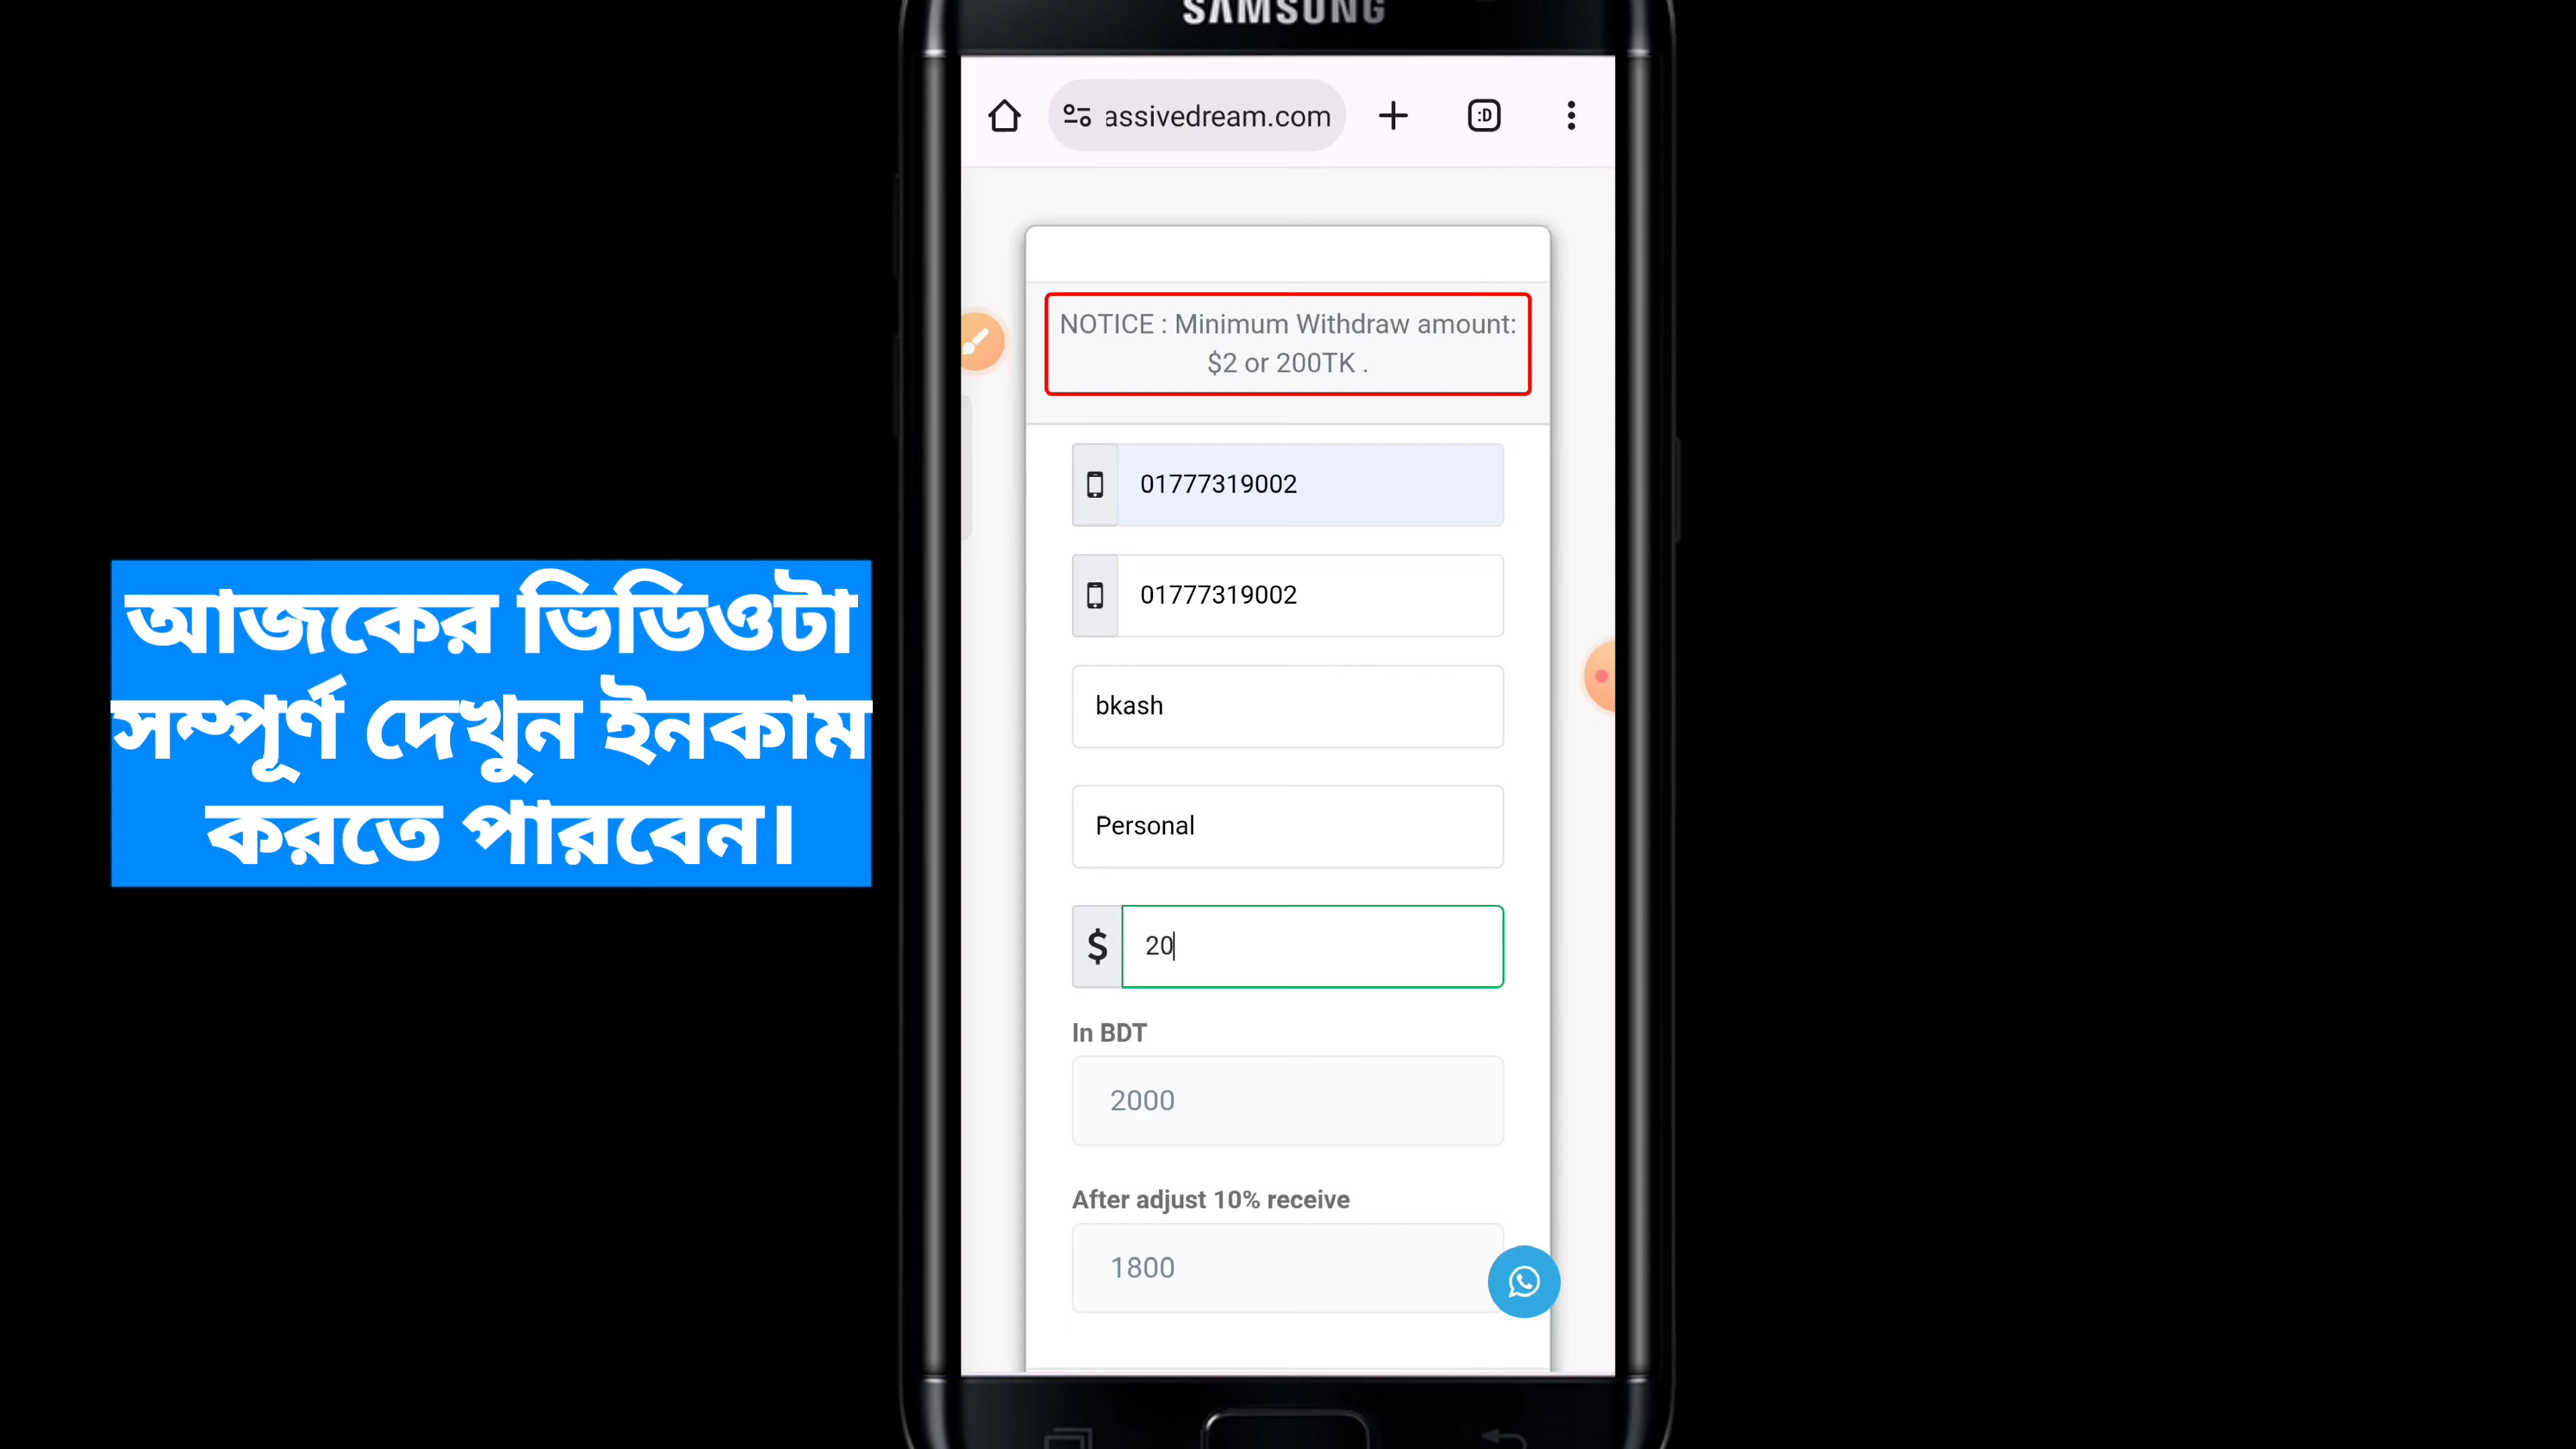 SAMSUNG
assivedream.com
:D
NOTICE : Minimum Withdraw amount:
$2 or 200TK .
01777319002
01777319002
আজকের ভিডিওটা
সম্পূর্ণ দেখুন ইনকাম
করতে পারবেন।
bkash
Personal
$ 20
In BDT
2000
After adjust 10% receive
1800